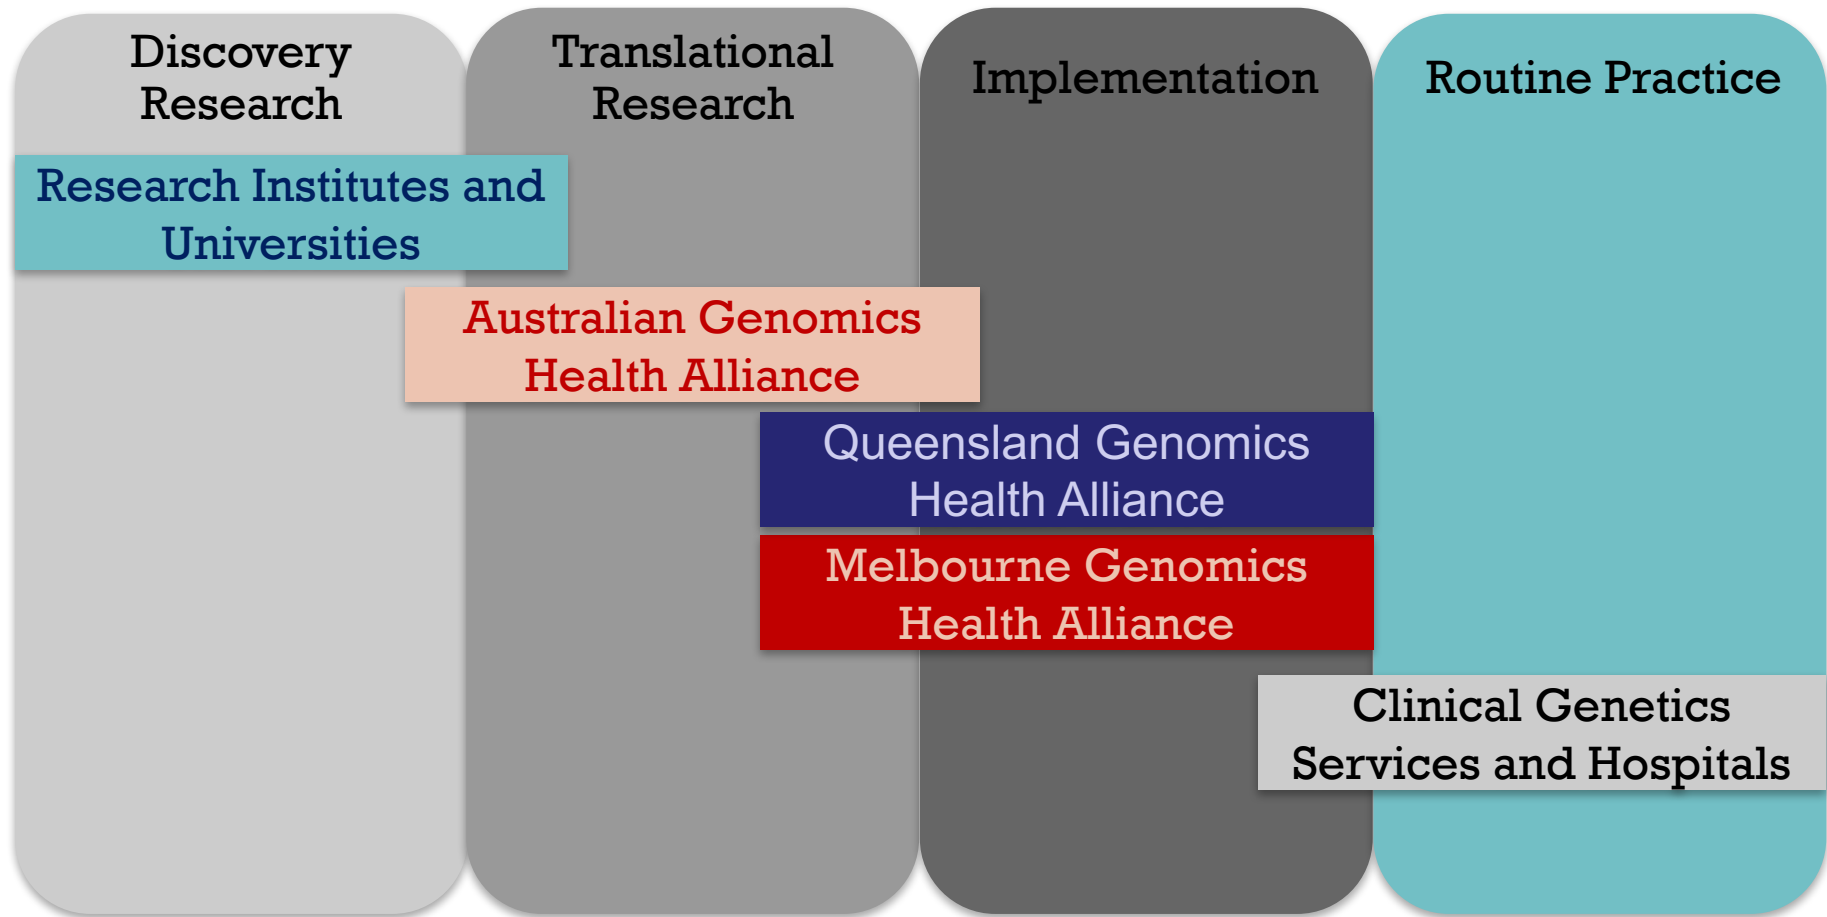 Discovery
Research
Translational
Research
Implementation
Routine Practice
Research Institutes and
Universities
Australian Genomics
Health Alliance
Queensland Genomics
Health Alliance
Melbourne Genomics
Health Alliance
Clinical Genetics
Services and Hospitals